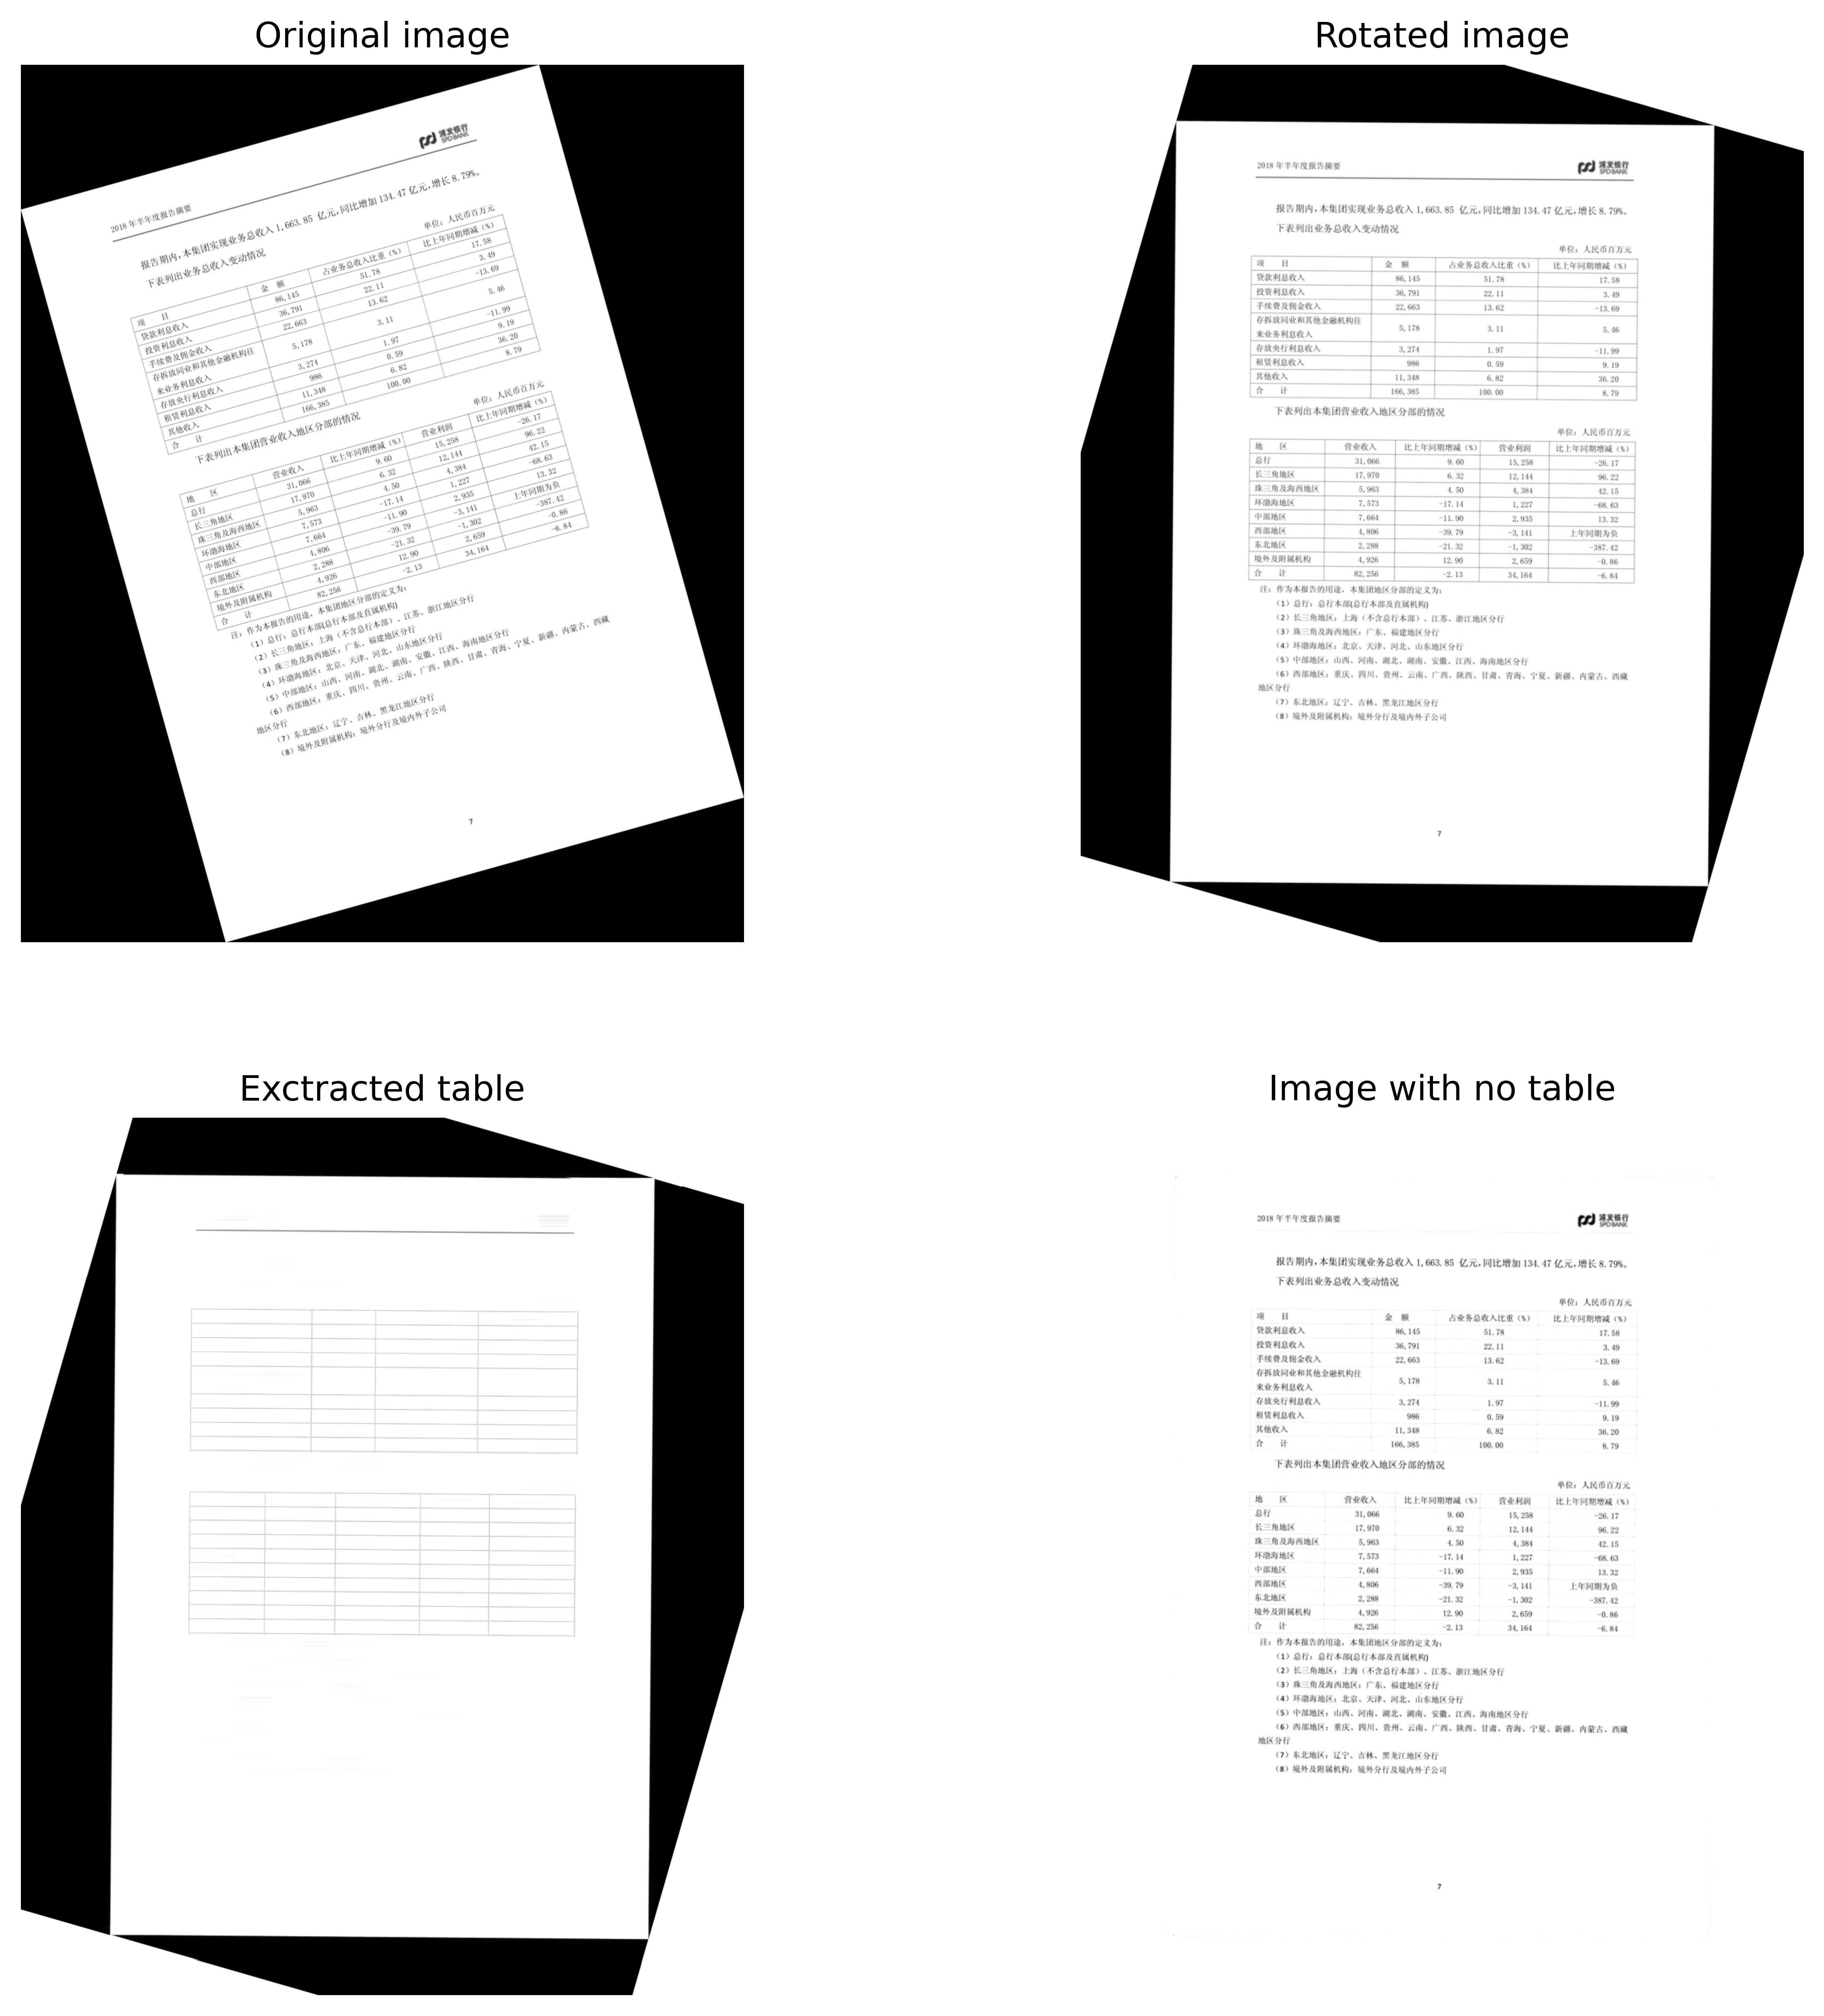 Original image
2018 年半年度报告摘要 浦发银行
SPD BANK
报告期内,本集团实现业务总收入 1,663.85 亿元,同比增加 134.47 亿元,增长 8.79%。
下表列出业务总收入变动情况
单位：人民币百万元
项 目 金 额 占业务总收入比重（%） 比上年同期增减（%）
贷款利息收入 86,145 51.78 17.58
投资利息收入 36,791 22.11 3.49
手续费及佣金收入 22,663 13.62 -13.69
存拆放同业和其他金融机构往
来业务利息收入 5,178 3.11 5.46
存放央行利息收入 3,274 1.97 -11.99
租赁利息收入 986 0.59 9.19
其他收入 11,348 6.82 36.20
合 计 166,385 100.00 8.79
下表列出本集团营业收入地区分部的情况
单位：人民币百万元
地 区 营业收入 比上年同期增减（%） 营业利润 比上年同期增减（%）
总行 31,066 9.60 15,258 -26.17
长三角地区 17,970 6.32 12,144 96.22
珠三角及海西地区 5,963 4.50 4,384 42.15
环渤海地区 7,573 -17.14 1,227 -68.63
中部地区 7,664 -11.90 2,935 13.32
西部地区 4,806 -39.79 -3,141 上年同期为负
东北地区 2,288 -21.32 -1,302 -387.42
境外及附属机构 4,926 12.90 2,659 -0.86
合 计 82,256 -2.13 34,164 -6.84
注：作为本报告的用途，本集团地区分部的定义为：
（1）总行：总行本部(总行本部及直属机构)
（2）长三角地区：上海（不含总行本部）、江苏、浙江地区分行
（3）珠三角及海西地区：广东、福建地区分行
（4）环渤海地区：北京、天津、河北、山东地区分行
（5）中部地区：山西、河南、湖北、湖南、安徽、江西、海南地区分行
（6）西部地区：重庆、四川、贵州、云南、广西、陕西、甘肃、青海、宁夏、新疆、内蒙古、西藏
地区分行
（7）东北地区：辽宁、吉林、黑龙江地区分行
（8）境外及附属机构：境外分行及境内外子公司
7
Rotated image
2018 年半年度报告摘要 浦发银行
SPD BANK
报告期内,本集团实现业务总收入 1,663.85 亿元,同比增加 134.47 亿元,增长 8.79%。
下表列出业务总收入变动情况
单位：人民币百万元
项 目 金 额 占业务总收入比重（%） 比上年同期增减（%）
贷款利息收入 86,145 51.78 17.58
投资利息收入 36,791 22.11 3.49
手续费及佣金收入 22,663 13.62 -13.69
存拆放同业和其他金融机构往
来业务利息收入 5,178 3.11 5.46
存放央行利息收入 3,274 1.97 -11.99
租赁利息收入 986 0.59 9.19
其他收入 11,348 6.82 36.20
合 计 166,385 100.00 8.79
下表列出本集团营业收入地区分部的情况
单位：人民币百万元
地 区 营业收入 比上年同期增减（%） 营业利润 比上年同期增减（%）
总行 31,066 9.60 15,258 -26.17
长三角地区 17,970 6.32 12,144 96.22
珠三角及海西地区 5,963 4.50 4,384 42.15
环渤海地区 7,573 -17.14 1,227 -68.63
中部地区 7,664 -11.90 2,935 13.32
西部地区 4,806 -39.79 -3,141 上年同期为负
东北地区 2,288 -21.32 -1,302 -387.42
境外及附属机构 4,926 12.90 2,659 -0.86
合 计 82,256 -2.13 34,164 -6.84
注：作为本报告的用途，本集团地区分部的定义为：
（1）总行：总行本部(总行本部及直属机构)
（2）长三角地区：上海（不含总行本部）、江苏、浙江地区分行
（3）珠三角及海西地区：广东、福建地区分行
（4）环渤海地区：北京、天津、河北、山东地区分行
（5）中部地区：山西、河南、湖北、湖南、安徽、江西、海南地区分行
（6）西部地区：重庆、四川、贵州、云南、广西、陕西、甘肃、青海、宁夏、新疆、内蒙古、西藏
地区分行
（7）东北地区：辽宁、吉林、黑龙江地区分行
（8）境外及附属机构：境外分行及境内外子公司
7
Exctracted table
Image with no table
2018 年半年度报告摘要 浦发银行
SPD BANK
报告期内,本集团实现业务总收入 1,663.85 亿元,同比增加 134.47 亿元,增长 8.79%。
下表列出业务总收入变动情况
单位：人民币百万元
项 目 金 额 占业务总收入比重（%） 比上年同期增减（%）
贷款利息收入 86,145 51.78 17.58
投资利息收入 36,791 22.11 3.49
手续费及佣金收入 22,663 13.62 -13.69
存拆放同业和其他金融机构往
来业务利息收入 5,178 3.11 5.46
存放央行利息收入 3,274 1.97 -11.99
租赁利息收入 986 0.59 9.19
其他收入 11,348 6.82 36.20
合 计 166,385 100.00 8.79
下表列出本集团营业收入地区分部的情况
单位：人民币百万元
地 区 营业收入 比上年同期增减（%） 营业利润 比上年同期增减（%）
总行 31,066 9.60 15,258 -26.17
长三角地区 17,970 6.32 12,144 96.22
珠三角及海西地区 5,963 4.50 4,384 42.15
环渤海地区 7,573 -17.14 1,227 -68.63
中部地区 7,664 -11.90 2,935 13.32
西部地区 4,806 -39.79 -3,141 上年同期为负
东北地区 2,288 -21.32 -1,302 -387.42
境外及附属机构 4,926 12.90 2,659 -0.86
合 计 82,256 -2.13 34,164 -6.84
注：作为本报告的用途，本集团地区分部的定义为：
（1）总行：总行本部(总行本部及直属机构)
（2）长三角地区：上海（不含总行本部）、江苏、浙江地区分行
（3）珠三角及海西地区：广东、福建地区分行
（4）环渤海地区：北京、天津、河北、山东地区分行
（5）中部地区：山西、河南、湖北、湖南、安徽、江西、海南地区分行
（6）西部地区：重庆、四川、贵州、云南、广西、陕西、甘肃、青海、宁夏、新疆、内蒙古、西藏
地区分行
（7）东北地区：辽宁、吉林、黑龙江地区分行
（8）境外及附属机构：境外分行及境内外子公司
7